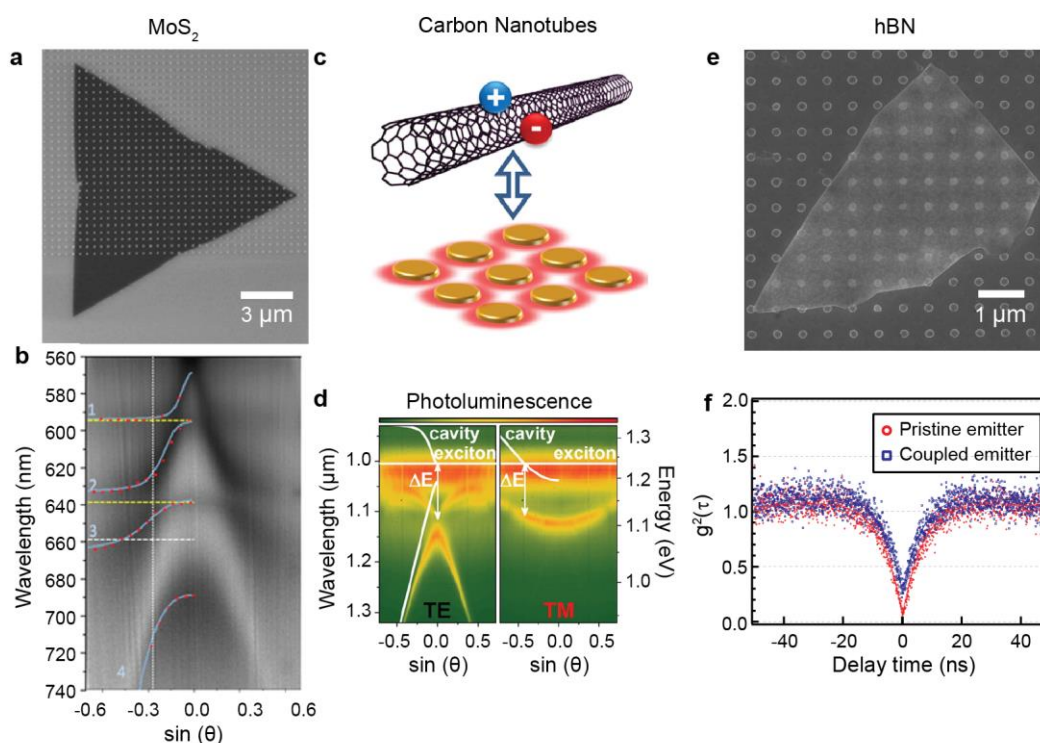 MoS2
Carbon Nanotubes
hBN
a
3 µm
c
+
-
e
1 µm
b
560
580
600
620
640
660
680
700
720
740
Wavelength (nm)
1
2
3
4
-0.6
-0.3
0.0
0.6
sin (θ)
d
Photoluminescence
cavity
exciton
ΔE
TE
cavity
exciton
ΔE
TM
1.0
1.1
1.2
1.3
Wavelength (µm)
1.3
1.2
1.1
1.0
Energy (eV)
-0.5
0.0
0.5
-0.5
0.0
0.5
sin (θ)
sin (θ)
f
2.0
1.5
1.0
0.5
0
g2(τ)
Pristine emitter
Coupled emitter
-40
-20
0
20
40
Delay time (ns)